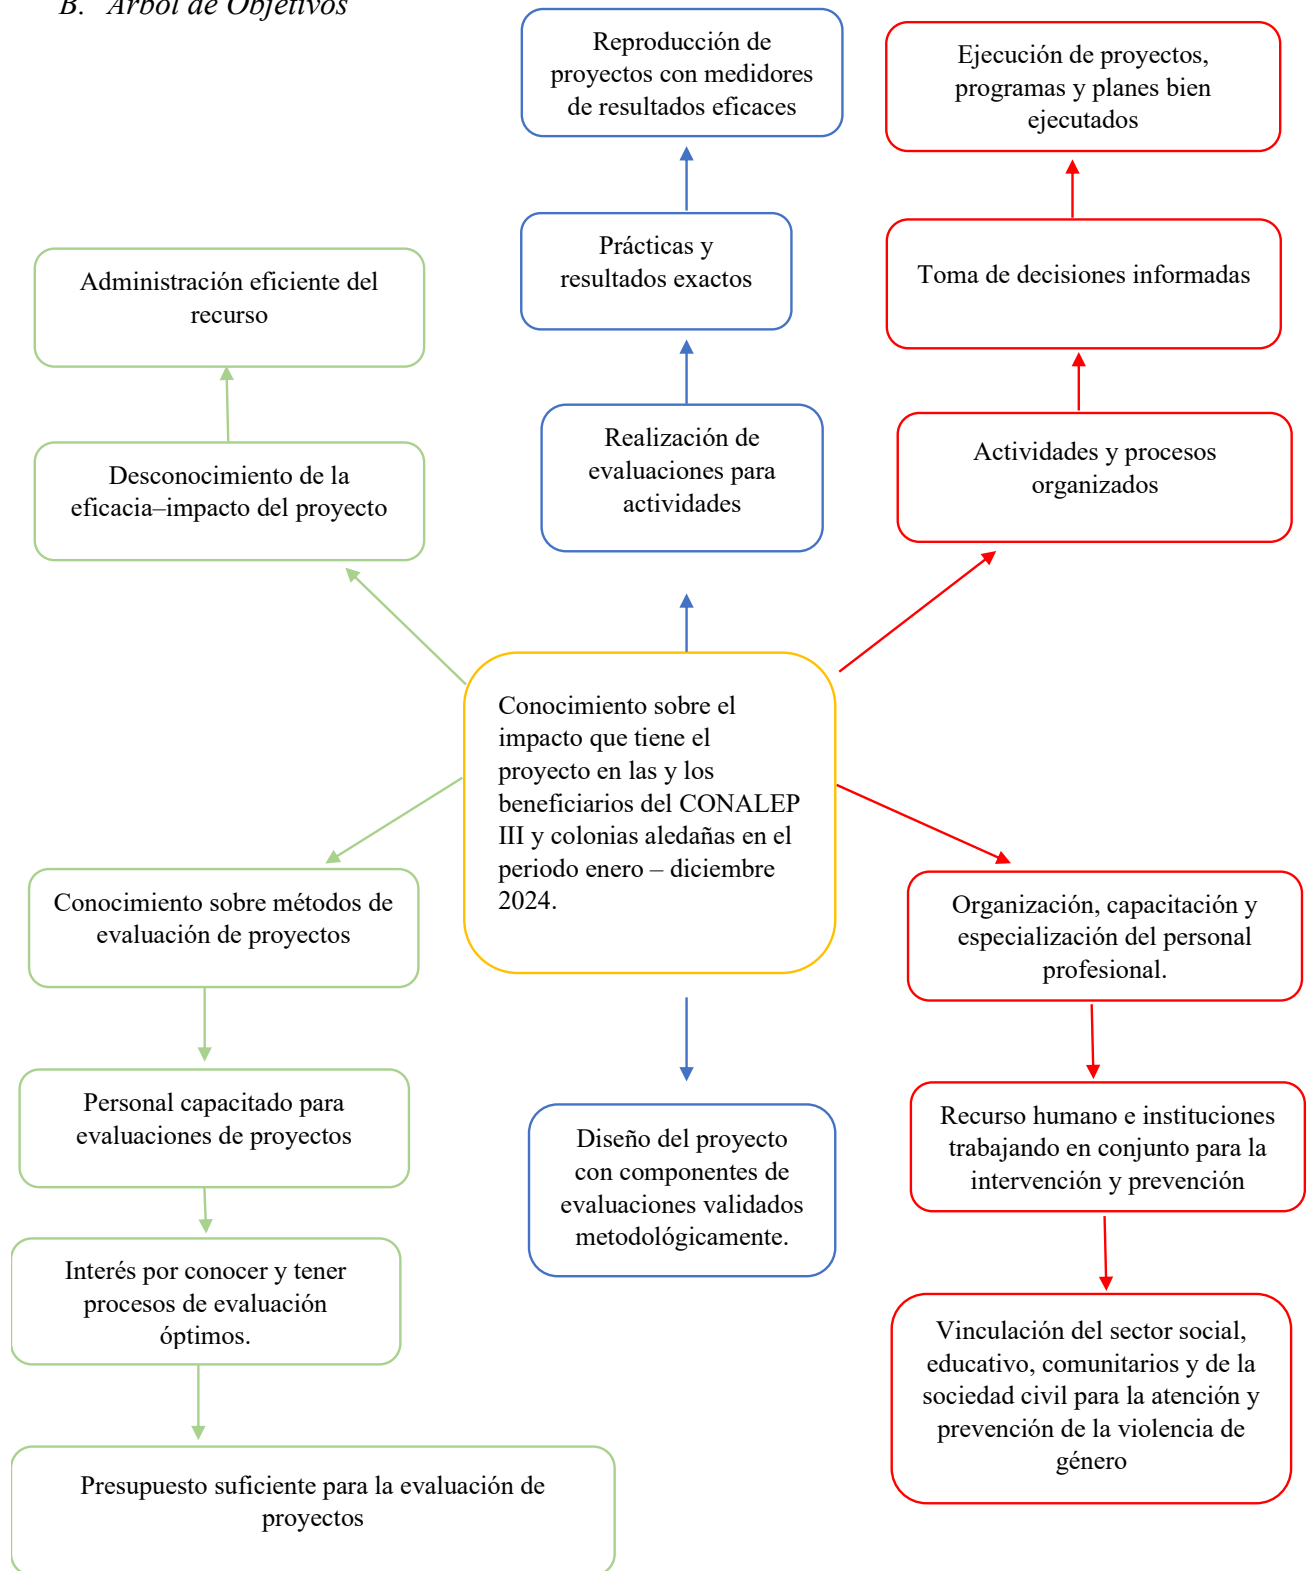 B. Árbol de Objetivos
Reproducción de
proyectos con medidores
de resultados eficaces
Ejecución de proyectos,
programas y planes bien
ejecutados
Prácticas y
resultados exactos
Toma de decisiones informadas
Administración eficiente del
recurso
Realización de
evaluaciones para
actividades
Actividades y procesos
organizados
Desconocimiento de la
eficacia–impacto del proyecto
Conocimiento sobre el
impacto que tiene el
proyecto en las y los
beneficiarios del CONALEP
III y colonias aledañas en el
periodo enero – diciembre
2024.
Conocimiento sobre métodos de
evaluación de proyectos
Organización, capacitación y
especialización del personal
profesional.
Personal capacitado para
evaluaciones de proyectos
Diseño del proyecto
con componentes de
evaluaciones validados
metodológicamente.
Recurso humano e instituciones
trabajando en conjunto para la
intervención y prevención
Interés por conocer y tener
procesos de evaluación
óptimos.
Vinculación del sector social,
educativo, comunitarios y de la
sociedad civil para la atención y
prevención de la violencia de
género
Presupuesto suficiente para la evaluación de
proyectos